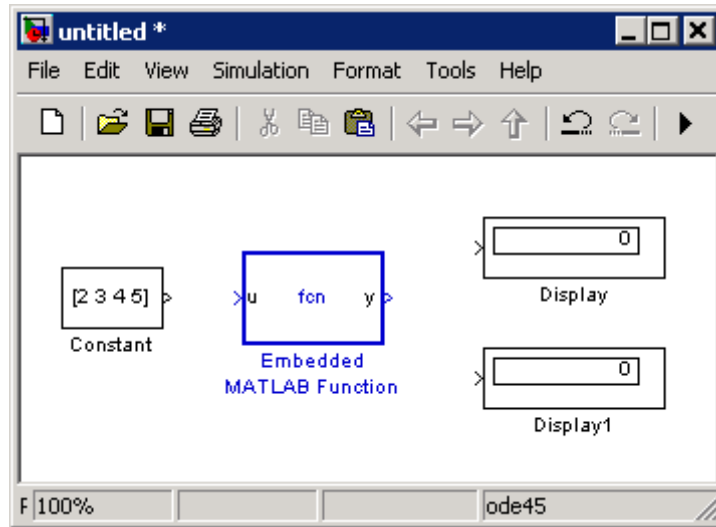 untitled *
File Edit View Simulation Format Tools Help
[2 3 4 5]
Constant
u fcn y
Embedded
MATLAB Function
0
Display
0
Display1
F 100% ode45